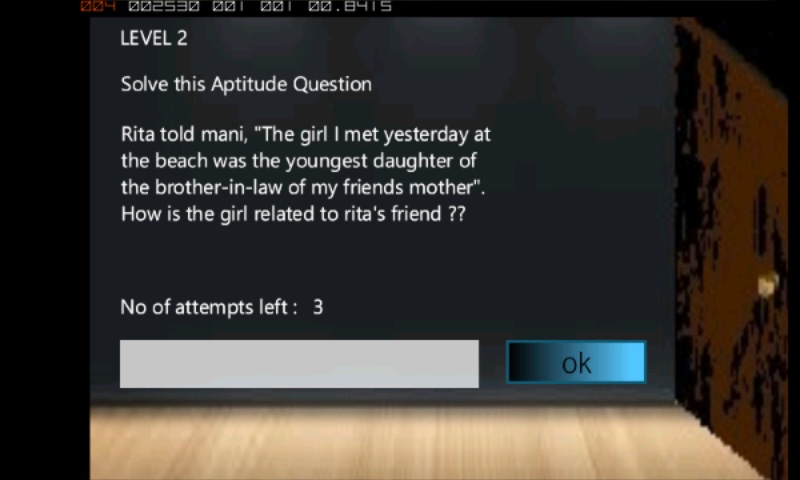 004 002530 001 001 00.8415
LEVEL 2
Solve this Aptitude Question
Rita told mani, "The girl I met yesterday at
the beach was the youngest daughter of
the brother-in-law of my friends mother".
How is the girl related to rita's friend ??
No of attempts left : 3
ok